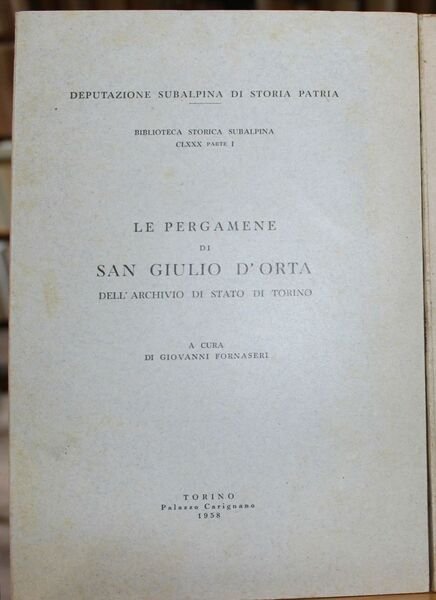 DEPUTAZIONE SUBALPINA DI STORIA PATRIA
BIBLIOTECA STORICA SUBALPINA
CLXXX PARTE I
LE PERGAMENE
DI
SAN GIULIO D'ORTA
DELL'ARCHIVIO DI STATO DI TORINO
A CURA
DI GIOVANNI FORNASERI
TORINO
Palazzo Carignano
1958